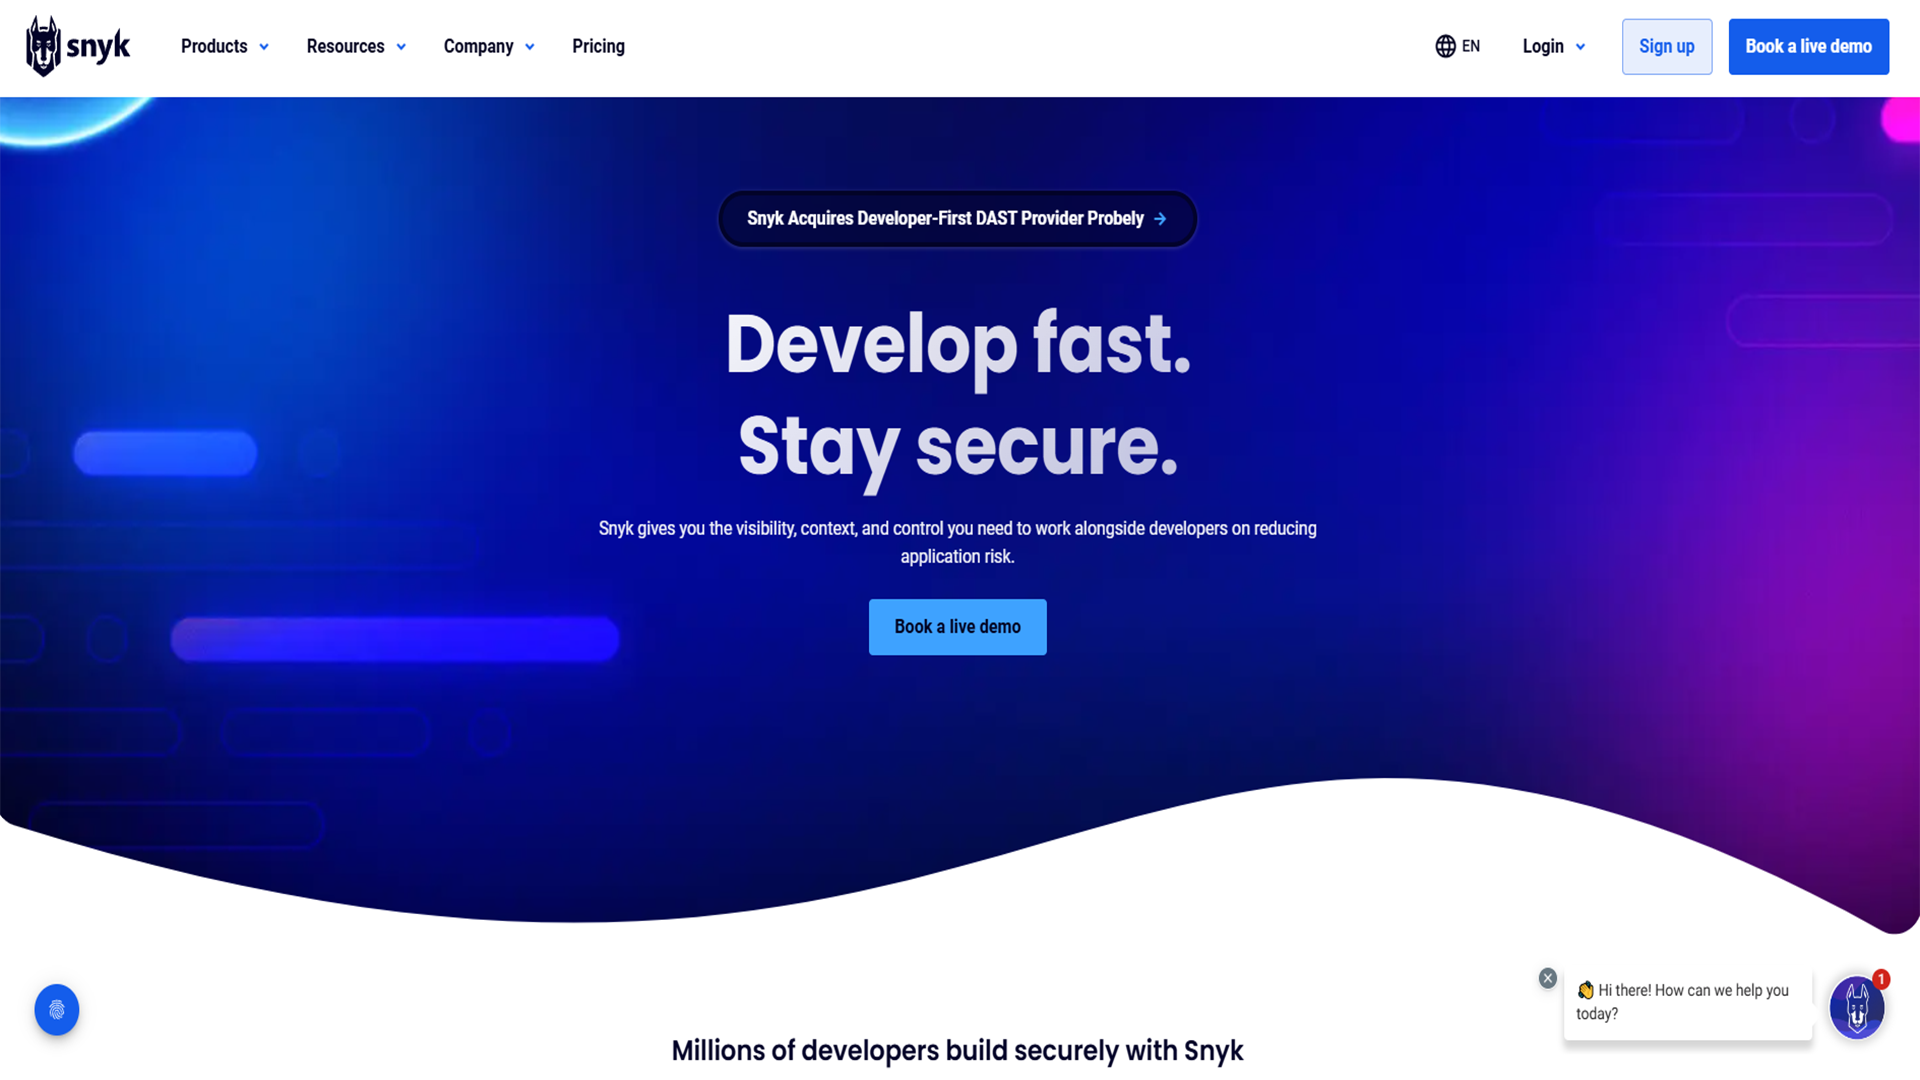 snyk
Products
Resources
Company
Pricing
EN
Login
Sign up
Book a live demo
Snyk Acquires Developer-First DAST Provider Probely
Develop fast.
Stay secure.
Snyk gives you the visibility, context, and control you need to work alongside developers on reducing
application risk.
Book a live demo
1
Hi there! How can we help you
today?
Millions of developers build securely with Snyk